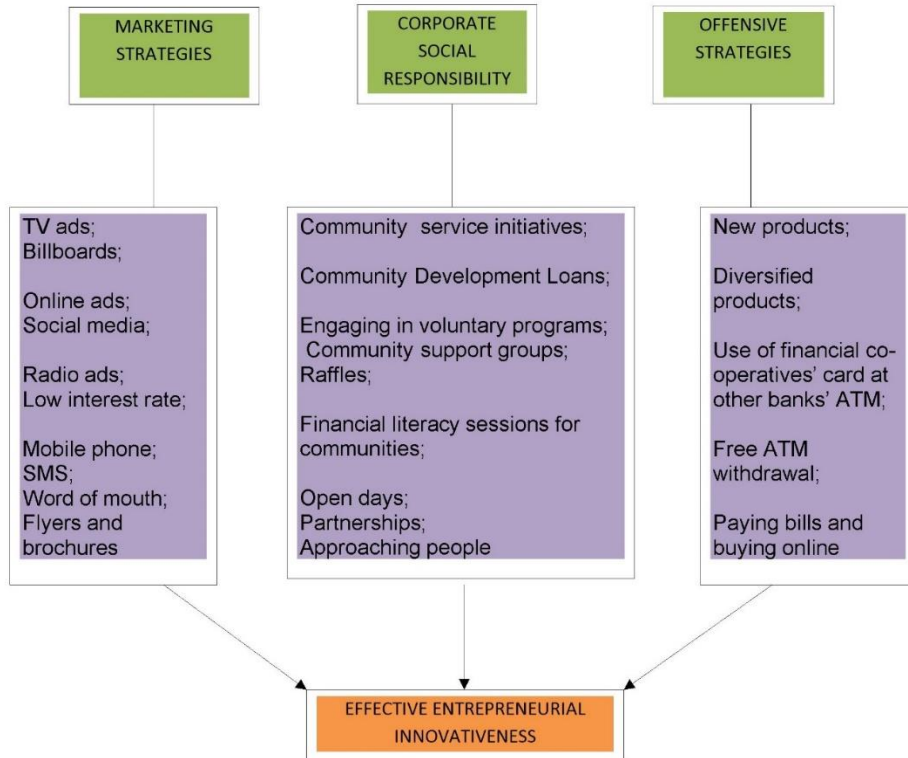 MARKETING
STRATEGIES
CORPORATE
SOCIAL
RESPONSIBILITY
OFFENSIVE
STRATEGIES
TV ads;
Billboards;
Online ads;
Social media;
Radio ads;
Low interest rate;
Mobile phone;
SMS;
Word of mouth;
Flyers and
brochures
Community service initiatives;
Community Development Loans;
Engaging in voluntary programs;
Community support groups;
Raffles;
Financial literacy sessions for
communities;
Open days;
Partnerships;
Approaching people
New products;
Diversified
products;
Use of financial co-
operatives’ card at
other banks’ ATM;
Free ATM
withdrawal;
Paying bills and
buying online
EFFECTIVE ENTREPRENEURIAL
INNOVATIVENESS